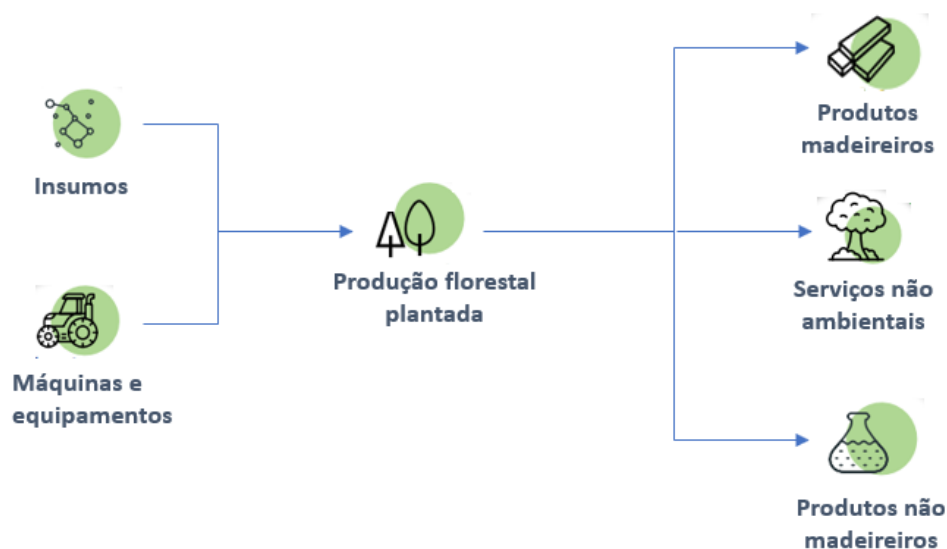 Insumos
Máquinas e
equipamentos
Produção florestal
plantada
Produtos
madeireiros
Serviços não
ambientais
Produtos não
madeireiros